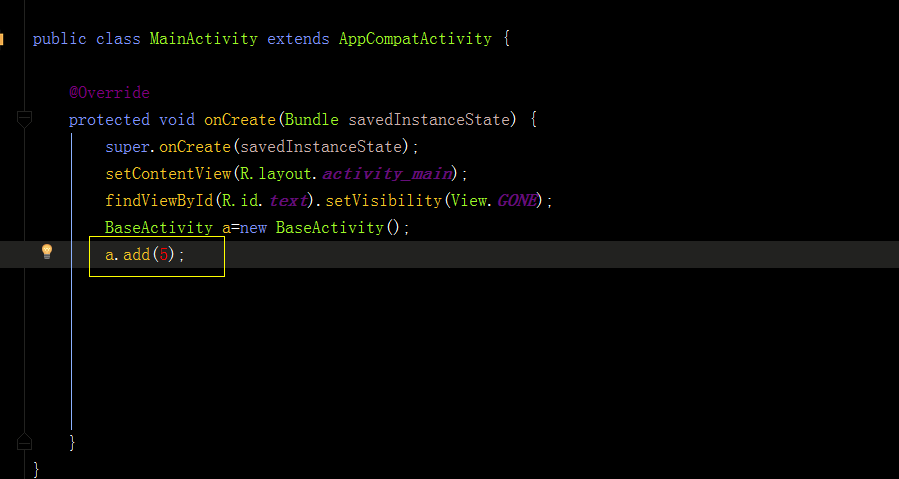 public class MainActivity extends AppCompatActivity {
@Override
protected void onCreate(Bundle savedInstanceState) {
super.onCreate(savedInstanceState);
setContentView(R.layout.activity_main);
findViewById(R.id.text).setVisibility(View.GONE);
BaseActivity a=new BaseActivity();
a.add(5);
}
}